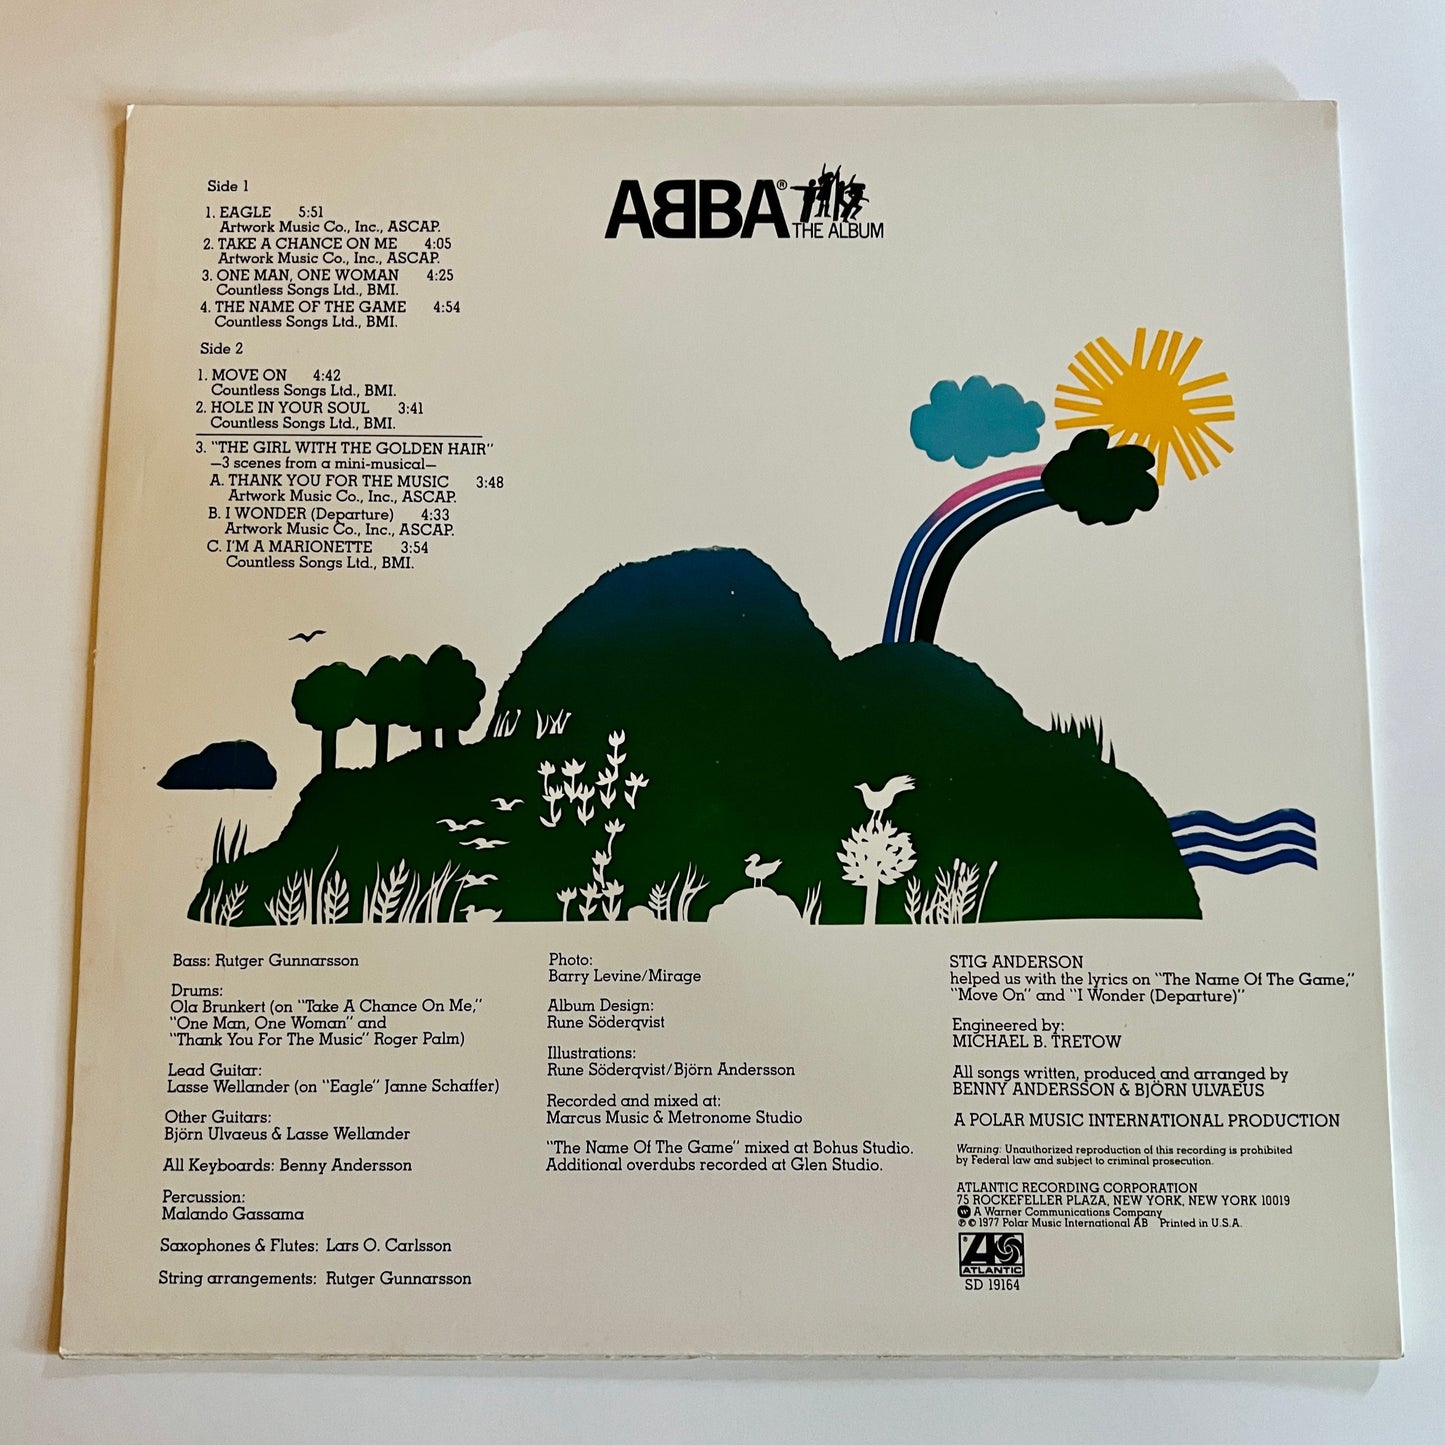 ABBA®
THE ALBUM
Side 1
1. EAGLE 5:51
Artwork Music Co., Inc., ASCAP.
2. TAKE A CHANCE ON ME 4:05
Artwork Music Co., Inc., ASCAP.
3. ONE MAN, ONE WOMAN 4:25
Countless Songs Ltd., BMI.
4. THE NAME OF THE GAME 4:54
Countless Songs Ltd., BMI.
Side 2
1. MOVE ON 4:42
Countless Songs Ltd., BMI.
2. HOLE IN YOUR SOUL 3:41
Countless Songs Ltd., BMI.
3. "THE GIRL WITH THE GOLDEN HAIR"
—3 scenes from a mini-musical—
A. THANK YOU FOR THE MUSIC 3:48
Artwork Music Co., Inc., ASCAP.
B. I WONDER (Departure) 4:33
Artwork Music Co., Inc., ASCAP.
C. I'M A MARIONETTE 3:54
Countless Songs Ltd., BMI.
Bass: Rutger Gunnarsson
Drums:
Ola Brunkert (on "Take A Chance On Me,"
"One Man, One Woman" and
"Thank You For The Music" Roger Palm)
Lead Guitar:
Lasse Wellander (on "Eagle" Janne Schaffer)
Other Guitars:
Björn Ulvaeus & Lasse Wellander
All Keyboards: Benny Andersson
Percussion:
Malando Gassama
Saxophones & Flutes: Lars O. Carlsson
String arrangements: Rutger Gunnarsson
Photo:
Barry Levine/Mirage
Album Design:
Rune Söderqvist
Illustrations:
Rune Söderqvist/Björn Andersson
Recorded and mixed at:
Marcus Music & Metronome Studio
"The Name Of The Game" mixed at Bohus Studio.
Additional overdubs recorded at Glen Studio.
STIG ANDERSON
helped us with the lyrics on "The Name Of The Game,"
"Move On" and "I Wonder (Departure)"
Engineered by:
MICHAEL B. TRETOW
All songs written, produced and arranged by
BENNY ANDERSSON & BJÖRN ULVAEUS
A POLAR MUSIC INTERNATIONAL PRODUCTION
Warning: Unauthorized reproduction of this recording is prohibited
by Federal law and subject to criminal prosecution.
ATLANTIC RECORDING CORPORATION
75 ROCKEFELLER PLAZA, NEW YORK, NEW YORK 10019
A Warner Communications Company
℗ © 1977 Polar Music International AB Printed in U.S.A.
ATLANTIC
SD 19164